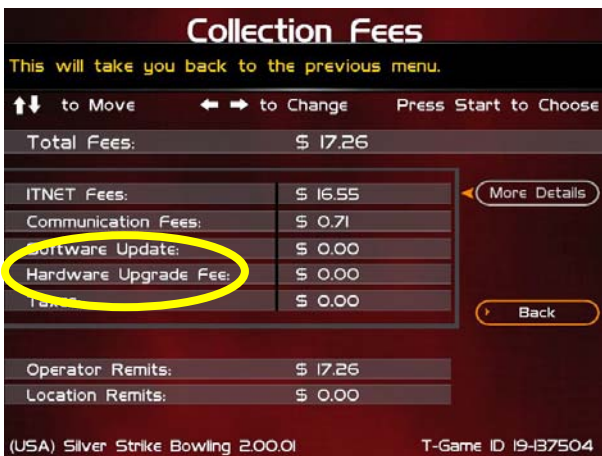 Collection Fees
This will take you back to the previous menu.
to Move to Change Press Start to Choose
Total Fees: $ 17.26
ITNET Fees: $ 16.55 More Details
Communication Fees: $ 0.71
Software Update: $ 0.00
Hardware Upgrade Fee: $ 0.00
Taxes: $ 0.00
Back
Operator Remits: $ 17.26
Location Remits: $ 0.00
(USA) Silver Strike Bowling 2.00.01 T-Game ID 19-137504